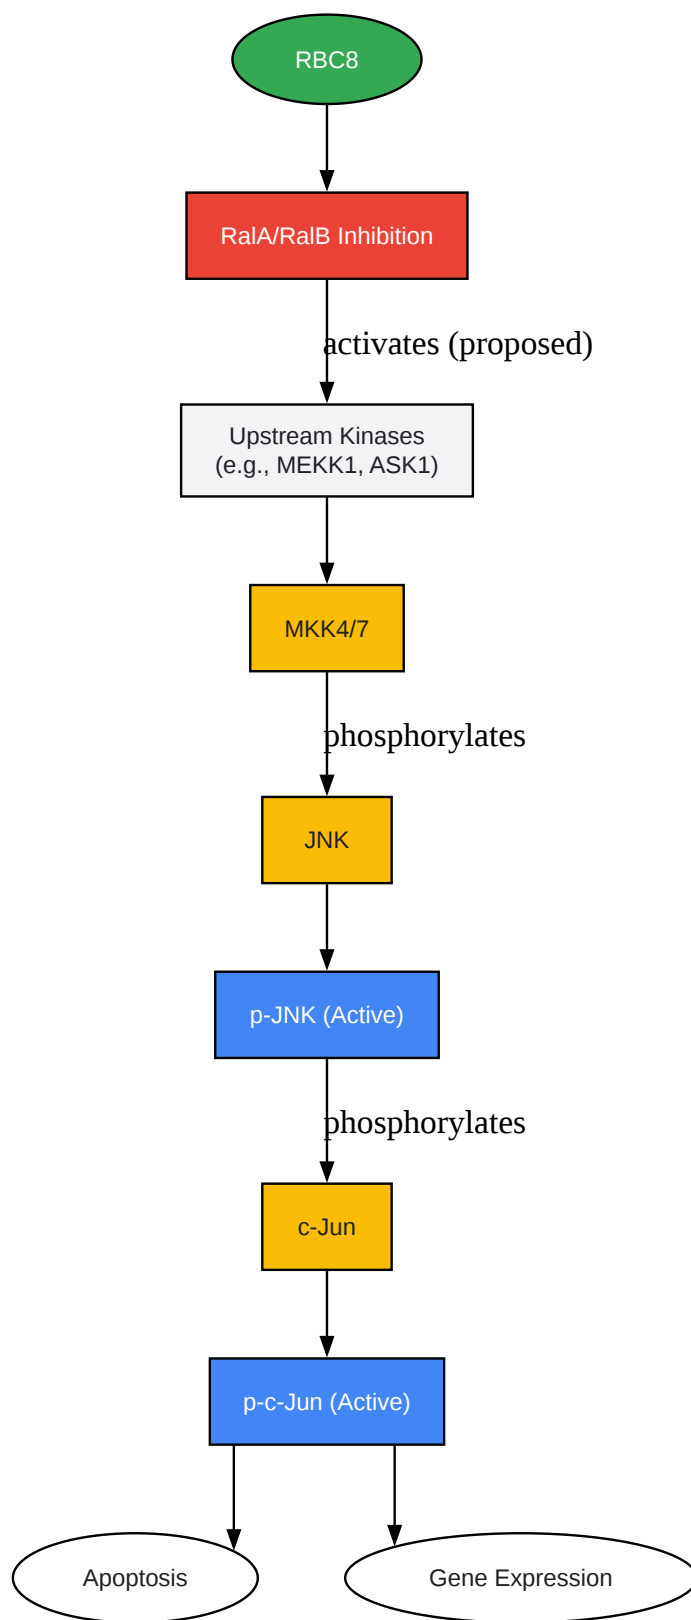 RBC8
RalA/RalB Inhibition
activates (proposed)
Upstream Kinases
(e.g., MEKK1, ASK1)
MKK4/7
phosphorylates
JNK
p-JNK (Active)
phosphorylates
c-Jun
p-c-Jun (Active)
Apoptosis
Gene Expression